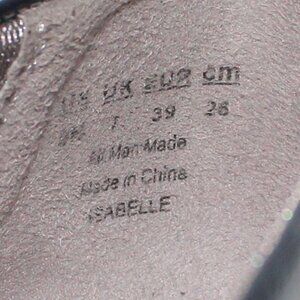 US UK EUR cm
7 39 26
All Man Made
Made in China
ISABELLE